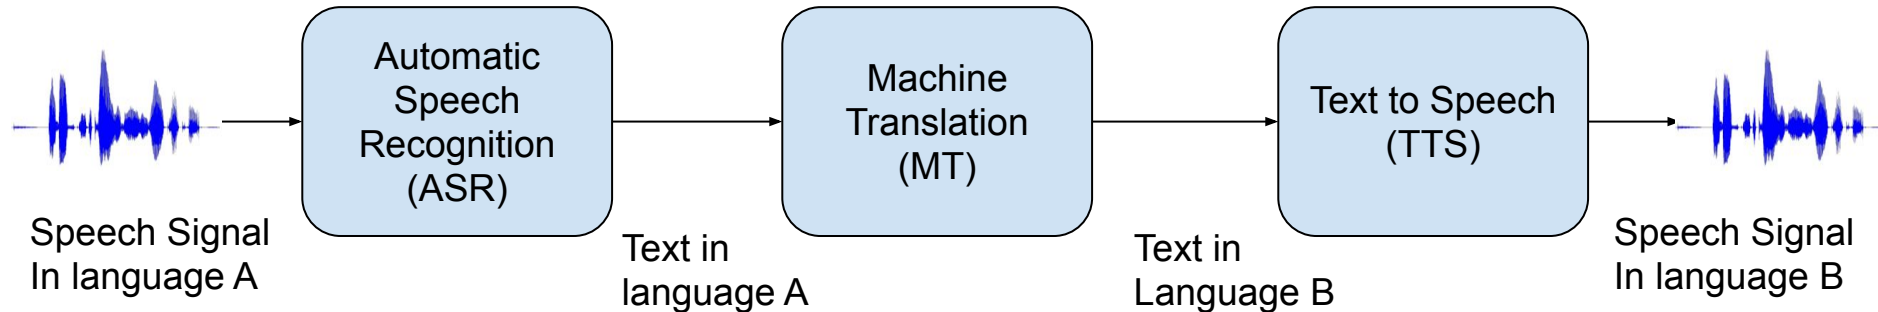 Automatic
Speech
Recognition
(ASR)
Machine
Translation
(MT)
Text to Speech
(TTS)
Speech Signal
In language A
Text in
language A
Text in
Language B
Speech Signal
In language B